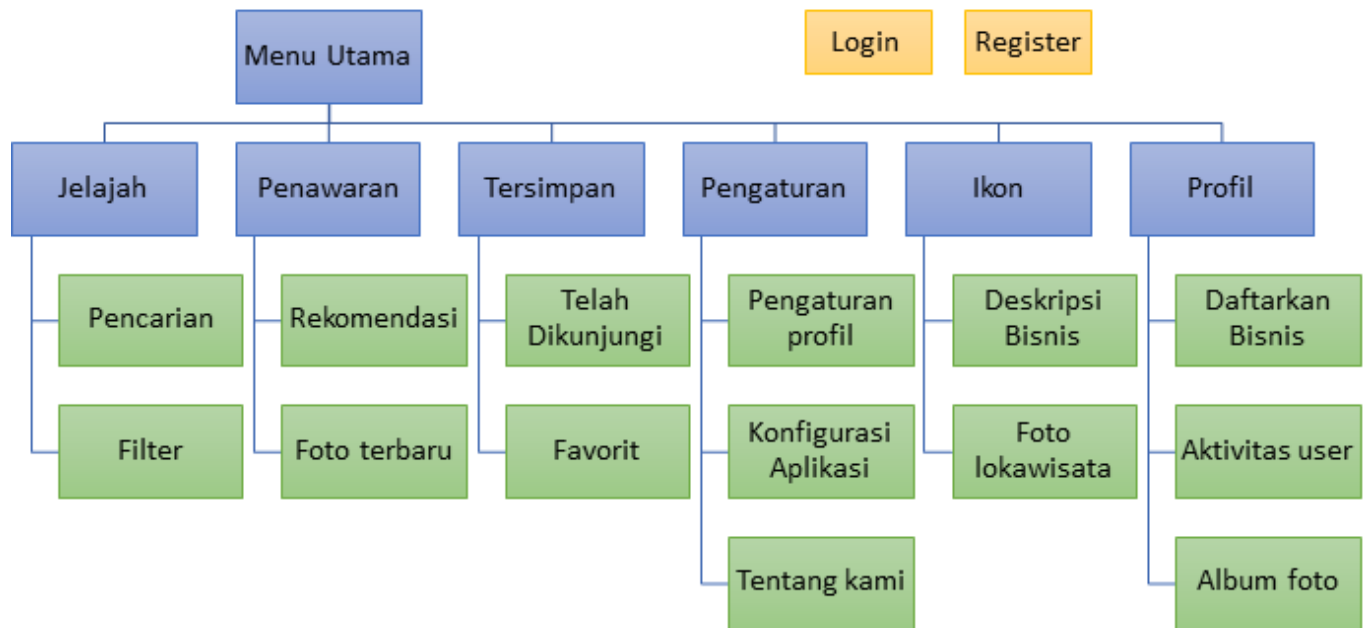 Menu Utama
Login
Register
Jelajah
Penawaran
Tersimpan
Pengaturan
Ikon
Profil
Pencarian
Rekomendasi
Telah
Dikunjungi
Pengaturan
profil
Deskripsi
Bisnis
Daftarkan
Bisnis
Filter
Foto terbaru
Favorit
Konfigurasi
Aplikasi
Foto
lokawisata
Aktivitas user
Tentang kami
Album foto